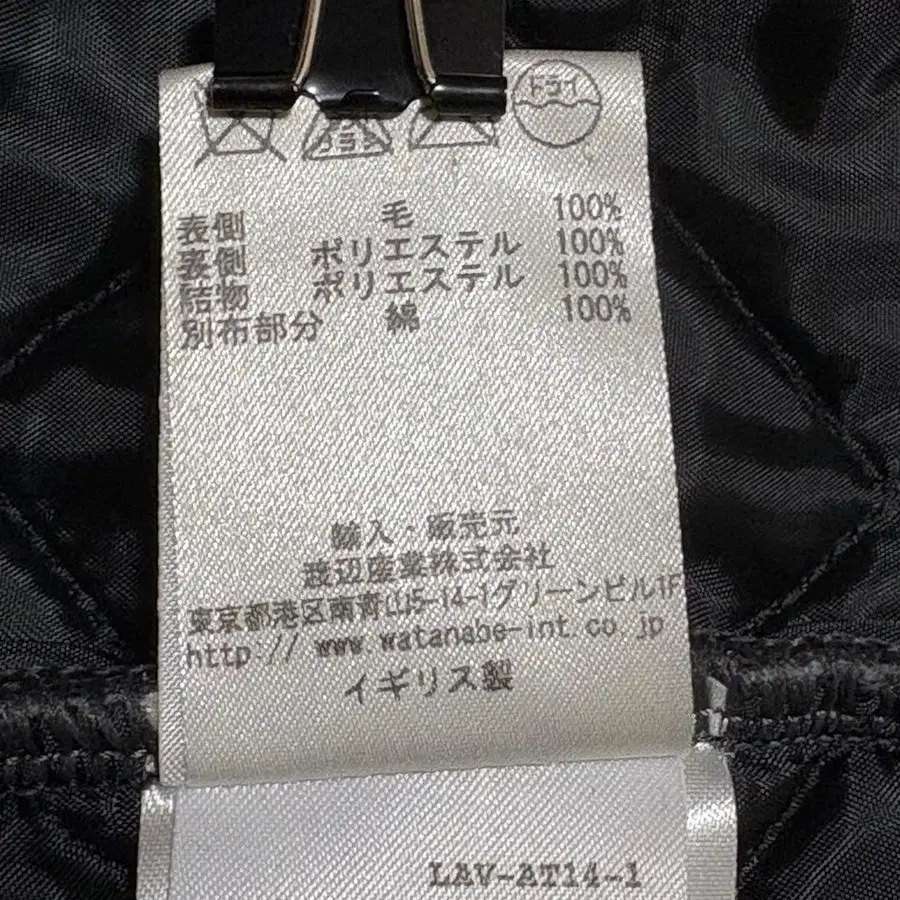 ドライ
表側 毛 100%
裏側 ポリエステル 100%
詰物 ポリエステル 100%
別布部分 綿 100%
輸入・販売元
渡辺産業株式会社
東京都港区南青山5-14-1グリーンビル1F
http://www.watanabe-int.co.jp
イギリス製
LAV-AT14-1